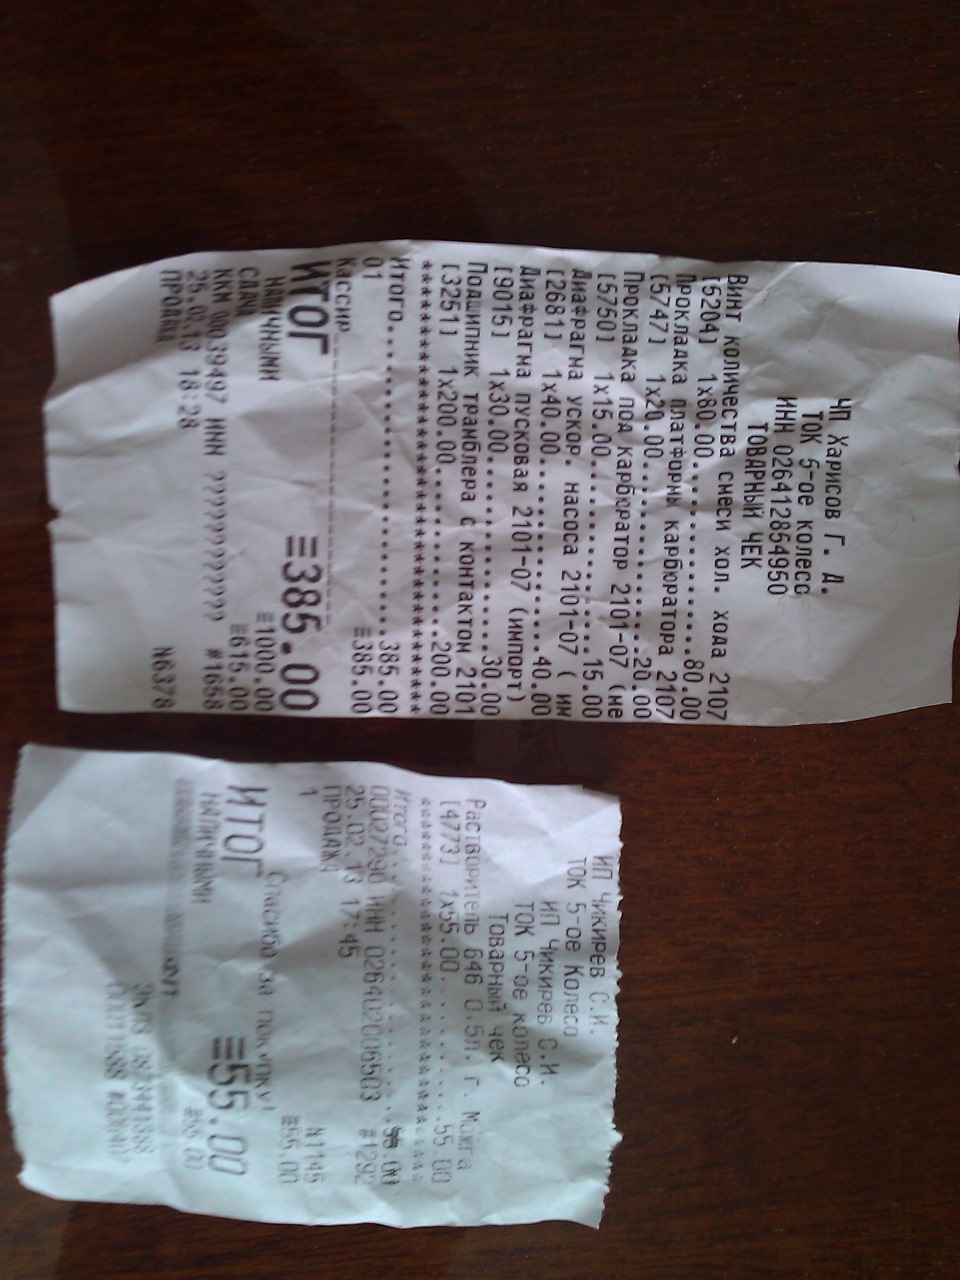 ЧП Харисов Г. Д.
ТОК 5-ое колесо
ИНН 026412854950
ТОВАРНЫЙ ЧЕК
Винт количества смеси хол. хода 2107
[5204] 1x80.00..................80.00
Прокладка платформы карбюратора 2107
[5747] 1x20.00..................20.00
Прокладка под карбюратор 2101-07 (не
[5750] 1x15.00..................15.00
Диафрагма ускор. насоса 2101-07 ( им
[2681] 1x40.00..................40.00
Диафрагма пусковая 2101-07 (импорт)
[9015] 1x30.00..................30.00
Подшипник трамблера с контактом 2101
[3251] 1x200.00................200.00
************************************
Итого..........................385.00
01 ≡385.00
Кассир
ИТОГ ≡385.00
НАЛИЧНЫМИ ≡1000.00
СДАЧА ≡615.00
ККМ 0003949? ИНН ???????????? #1658
25.02.13 18:28
ПРОДАЖА N6378
ИП Чикирев С.И.
ТОК 5-ое Колесо
ИП Чикирев С.И.
ТОК 5-ое колесо
Товарный чек
Растворитель 646 0,5л. г. Можга
[4773] 1x55.00..................55.00
************************************
Итого...........................55.00
00027290 ИНН 026402006503 #1292
25.02.13 17:45
ПРОДАЖА N1145
1 ≡55.00
Спасибо за покупку!
ИТОГ ≡55.00
НАЛИЧНЫМИ ≡55.00